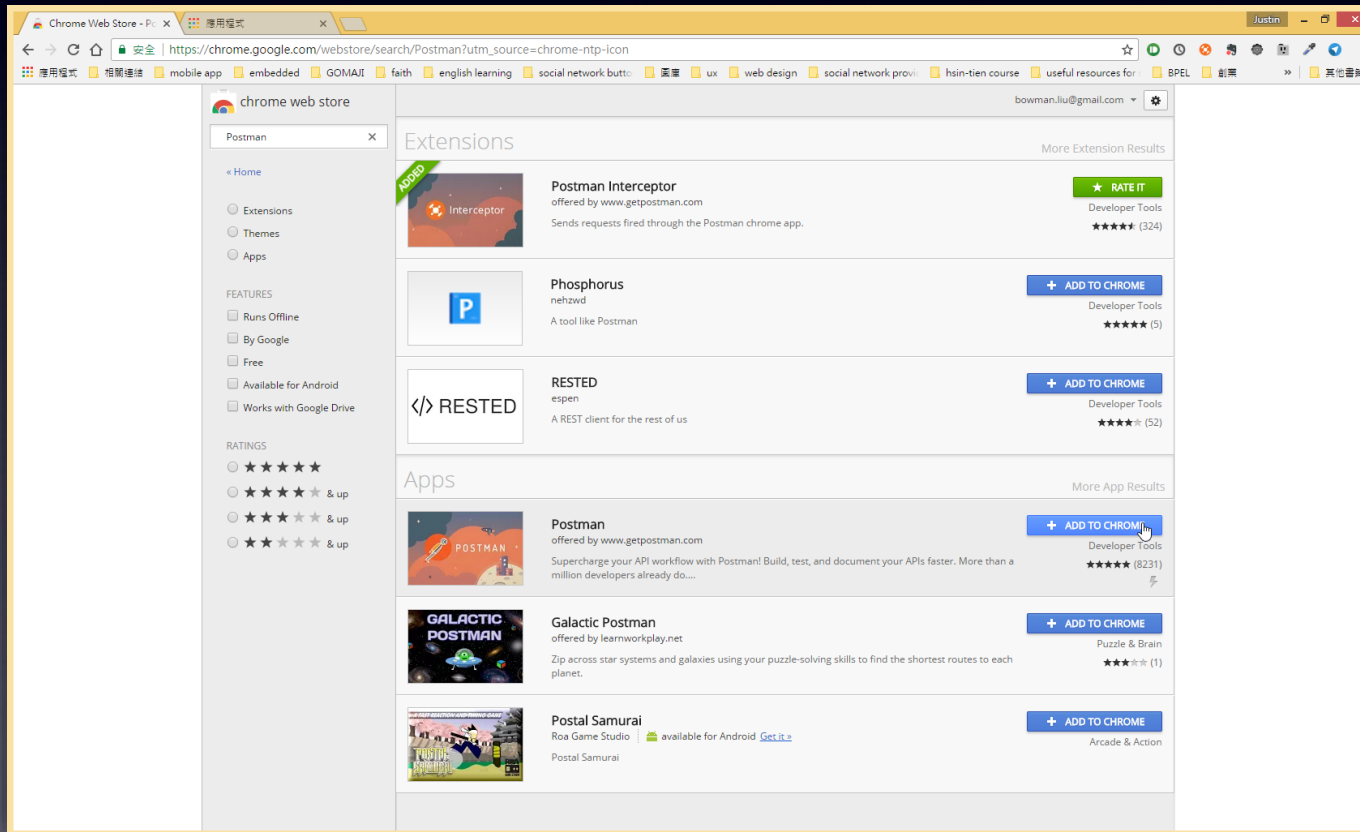 Chrome Web Store - Po
應用程式
Justin
安全 | https://chrome.google.com/webstore/search/Postman?utm_source=chrome-ntp-icon
應用程式 相關連結 mobile app embedded GOMAJI faith english learning social network butto 圖庫 ux web design social network provid hsin-tien course useful resources for BPEL 創業 » 其他書籤
chrome web store
bowman.liu@gmail.com
Postman
Extensions
More Extension Results
« Home
Extensions
Themes
Apps
FEATURES
Runs Offline
By Google
Free
Available for Android
Works with Google Drive
RATINGS
& up
& up
& up
ADDED
Interceptor
Postman Interceptor
offered by www.getpostman.com
Sends requests fired through the Postman chrome app.
RATE IT
Developer Tools
(324)
P
Phosphorus
nehzwd
A tool like Postman
ADD TO CHROME
Developer Tools
(5)
</> RESTED
RESTED
espen
A REST client for the rest of us
ADD TO CHROME
Developer Tools
(52)
Apps
More App Results
POSTMAN
Postman
offered by www.getpostman.com
Supercharge your API workflow with Postman! Build, test, and document your APIs faster. More than a
million developers already do....
ADD TO CHROME
Developer Tools
(8231)
GALACTIC
POSTMAN
Galactic Postman
offered by learnworkplay.net
Zip across star systems and galaxies using your puzzle-solving skills to find the shortest routes to each
planet.
ADD TO CHROME
Puzzle & Brain
(1)
POSTAL
SAMURAI
Postal Samurai
Roa Game Studio available for Android Get it »
Postal Samurai
ADD TO CHROME
Arcade & Action